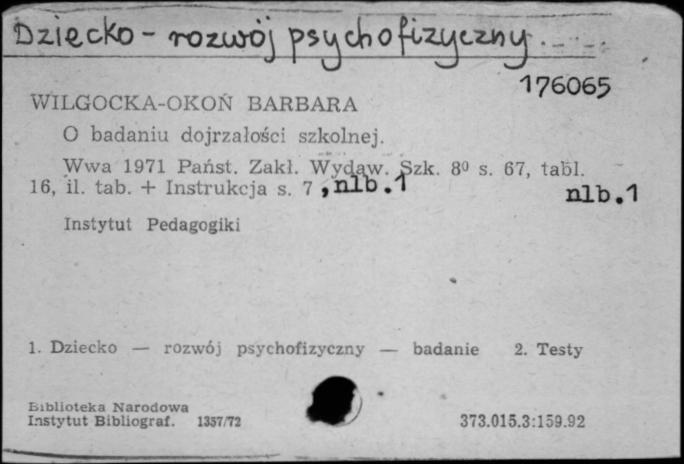 Dziecko - rozwój psychofizyczny.
176065
WILGOCKA-OKOŃ BARBARA
O badaniu dojrzałości szkolnej.
Wwa 1971 Państ. Zakł. Wydaw. Szk. 8º s. 67, tabl.
16, il. tab. + Instrukcja s. 7, nlb.1
nlb.1
Instytut Pedagogiki
1. Dziecko — rozwój psychofizyczny — badanie 2. Testy
Biblioteka Narodowa
Instytut Bibliograf. 1357/72
373.015.3:159.92